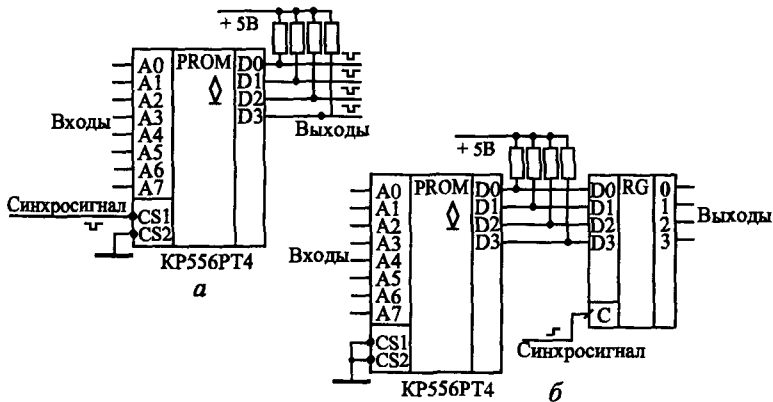 + 5В
A0 PROM D0
A1 D1
A2 D2
A3 D3
A4
A5
A6
A7
Входы
Выходы
Синхросигнал
CS1
CS2
КР556РТ4
а
+ 5В
A0 PROM D0
A1 D1
A2 D2
A3 D3
A4
A5
A6
A7
Входы
CS1
CS2
КР556РТ4
D0 RG 0
D1 1
D2 2
D3 3
Выходы
C
Синхросигнал
б